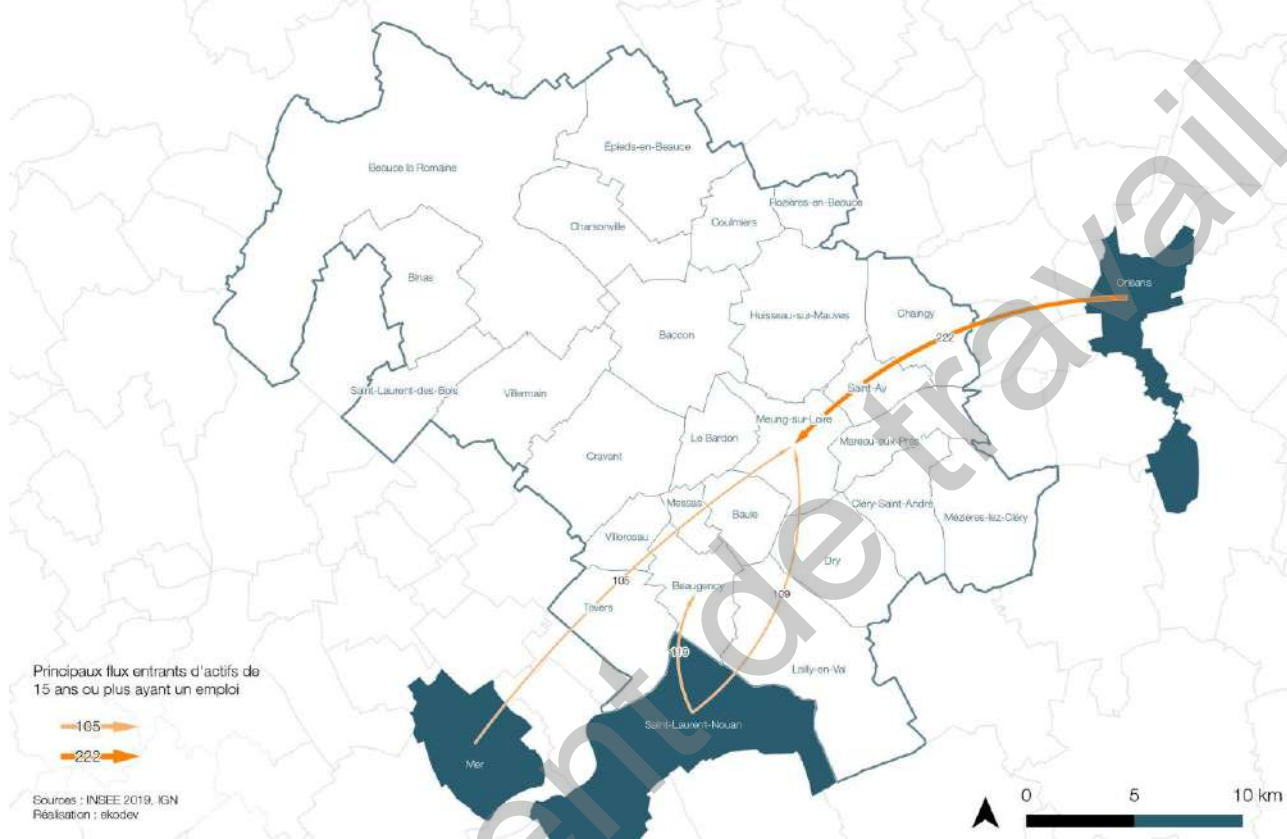 Épieds-en-Beauce
Beauce la Romaine
Rozières-en-Beauce
Coulmiers
Charsonville
Binas
Orléans
Huisseau-sur-Mauves
Chaingy
Baccon
222
Saint-Laurent-des-Bois
Villermain
Saint-Ay
Meung-sur-Loire
Le Bardon
Mareau-aux-Prés
Cravant
Messas
Baule
Cléry-Saint-André
Mézières-lez-Cléry
Villorceau
Dry
105
Beaugency
109
Tavers
119
Lailly-en-Val
Saint-Laurent-Nouan
Mer
Principaux flux entrants d'actifs de
15 ans ou plus ayant un emploi
105
222
Sources : INSEE 2019, IGN
Réalisation : ekodev
0 5 10 km
ent de travail